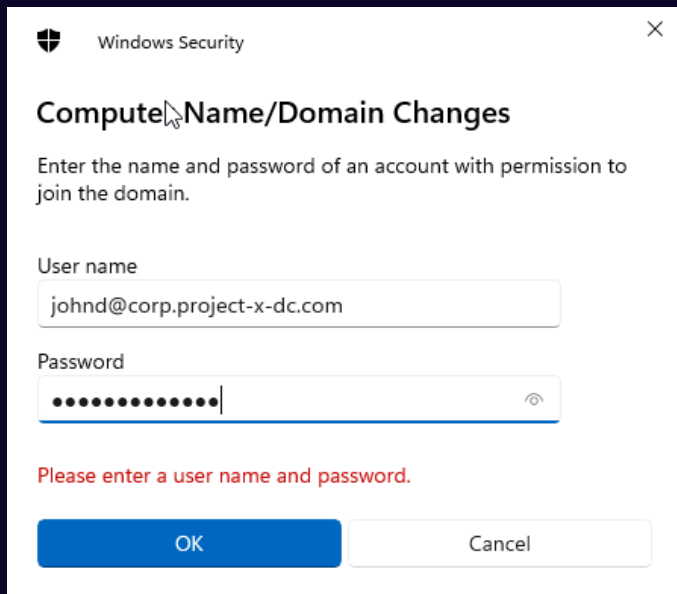 Windows Security
Computer Name/Domain Changes
Enter the name and password of an account with permission to
join the domain.
User name
johnd@corp.project-x-dc.com
Password
•••••••••••••
Please enter a user name and password.
OK
Cancel